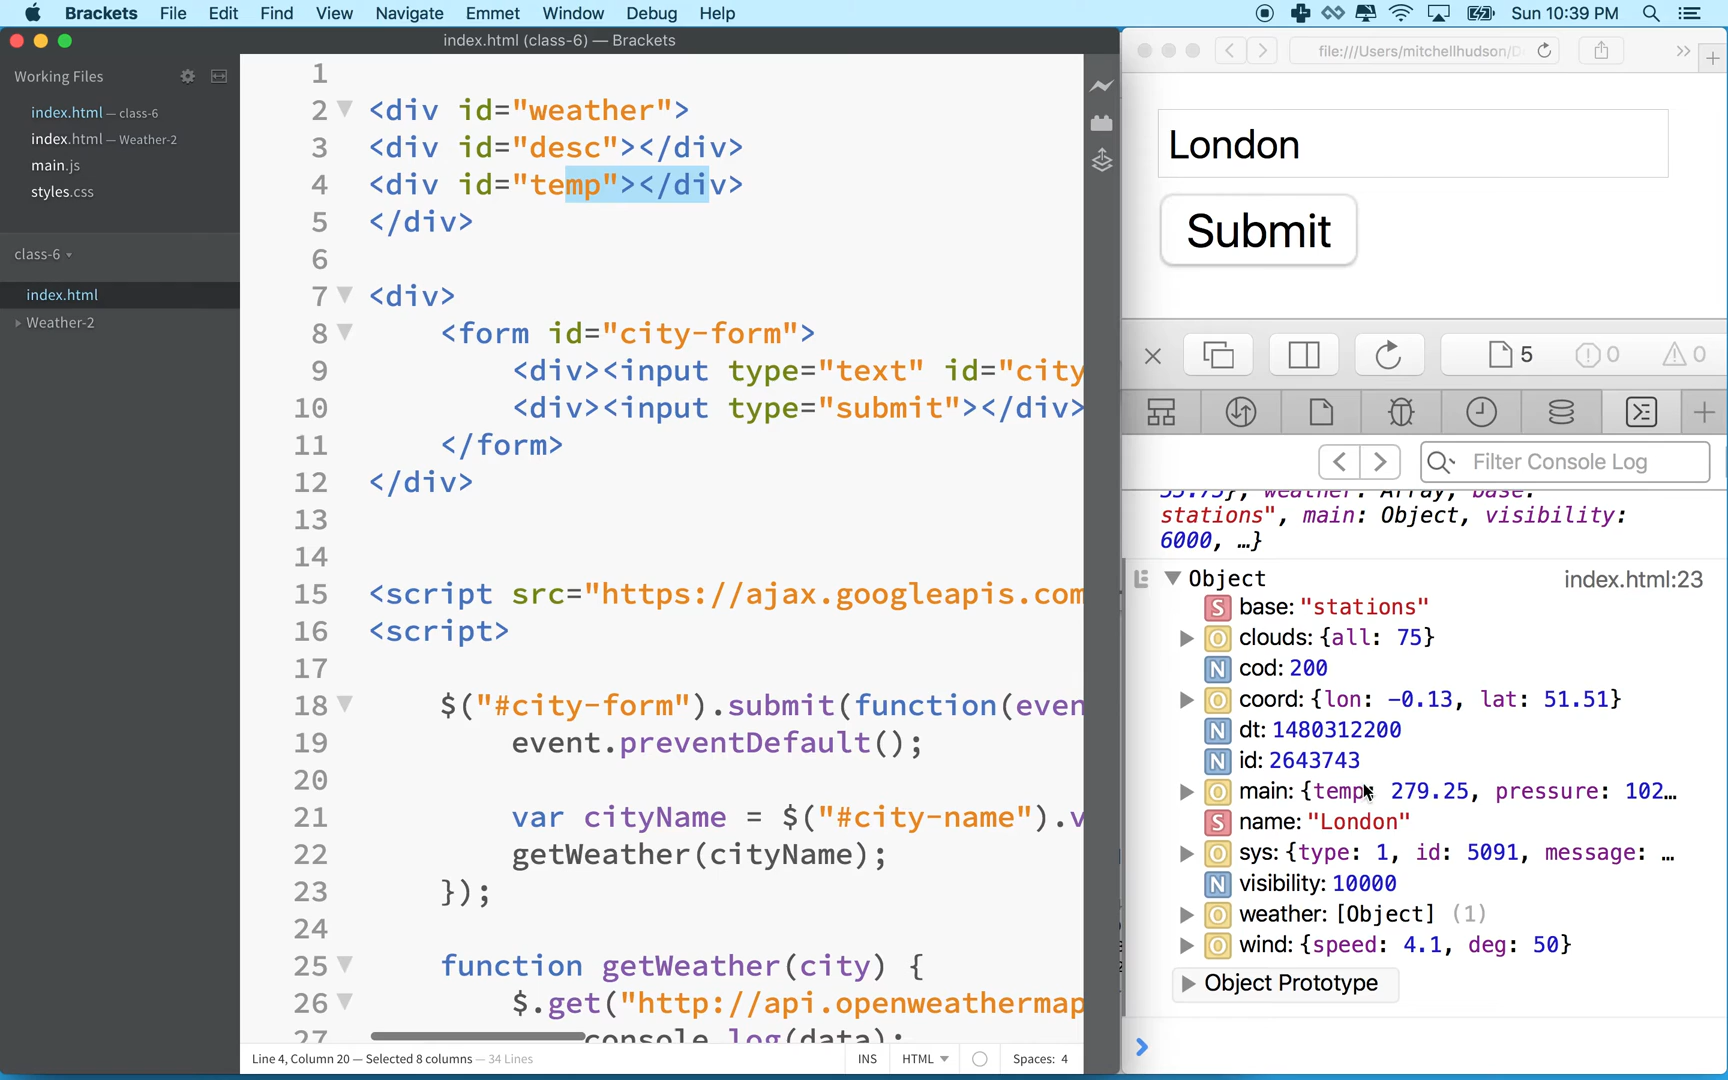 Brackets File Edit Find View Navigate Emmet Window Debug Help Sun 10:39 PM
index.html (class-6) — Brackets
Working Files
index.html — class-6
index.html — Weather-2
main.js
styles.css
class-6
index.html
Weather-2
1
2 <div id="weather">
3 <div id="desc"></div>
4 <div id="temp"></div>
5 </div>
6
7 <div>
8 <form id="city-form">
9 <div><input type="text" id="city
10 <div><input type="submit"></div>
11 </form>
12 </div>
13
14
15 <script src="https://ajax.googleapis.com
16 <script>
17
18 $("#city-form").submit(function(even
19 event.preventDefault();
20
21 var cityName = $("#city-name").v
22 getWeather(cityName);
23 });
24
25 function getWeather(city) {
26 $.get("http://api.openweathermap
27 console.log(data);
Line 4, Column 20 — Selected 8 columns — 34 Lines INS HTML Spaces: 4
file:///Users/mitchellhudson/D
London
Submit
5 0 0
Filter Console Log
53.75}, weather: Array, base:
stations", main: Object, visibility:
6000, …}
E Object index.html:23
S base: "stations"
O clouds: {all: 75}
N cod: 200
O coord: {lon: -0.13, lat: 51.51}
N dt: 1480312200
N id: 2643743
O main: {temp: 279.25, pressure: 102…
S name: "London"
O sys: {type: 1, id: 5091, message: …
N visibility: 10000
O weather: [Object] (1)
O wind: {speed: 4.1, deg: 50}
Object Prototype